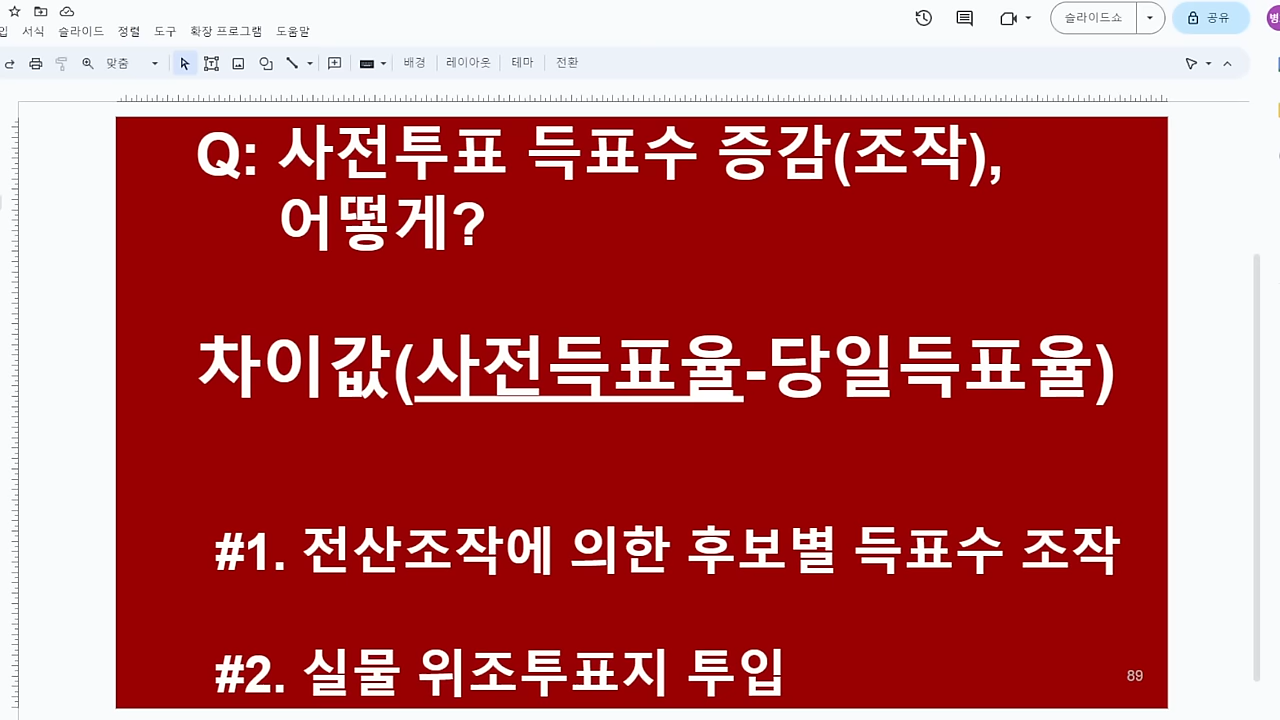 입 서식 슬라이드 정렬 도구 확장 프로그램 도움말
슬라이드쇼 공유
맞춤 배경 레이아웃 테마 전환
Q: 사전투표 득표수 증감(조작),
어떻게?
차이값(사전득표율-당일득표율)
#1. 전산조작에 의한 후보별 득표수 조작
#2. 실물 위조투표지 투입
89